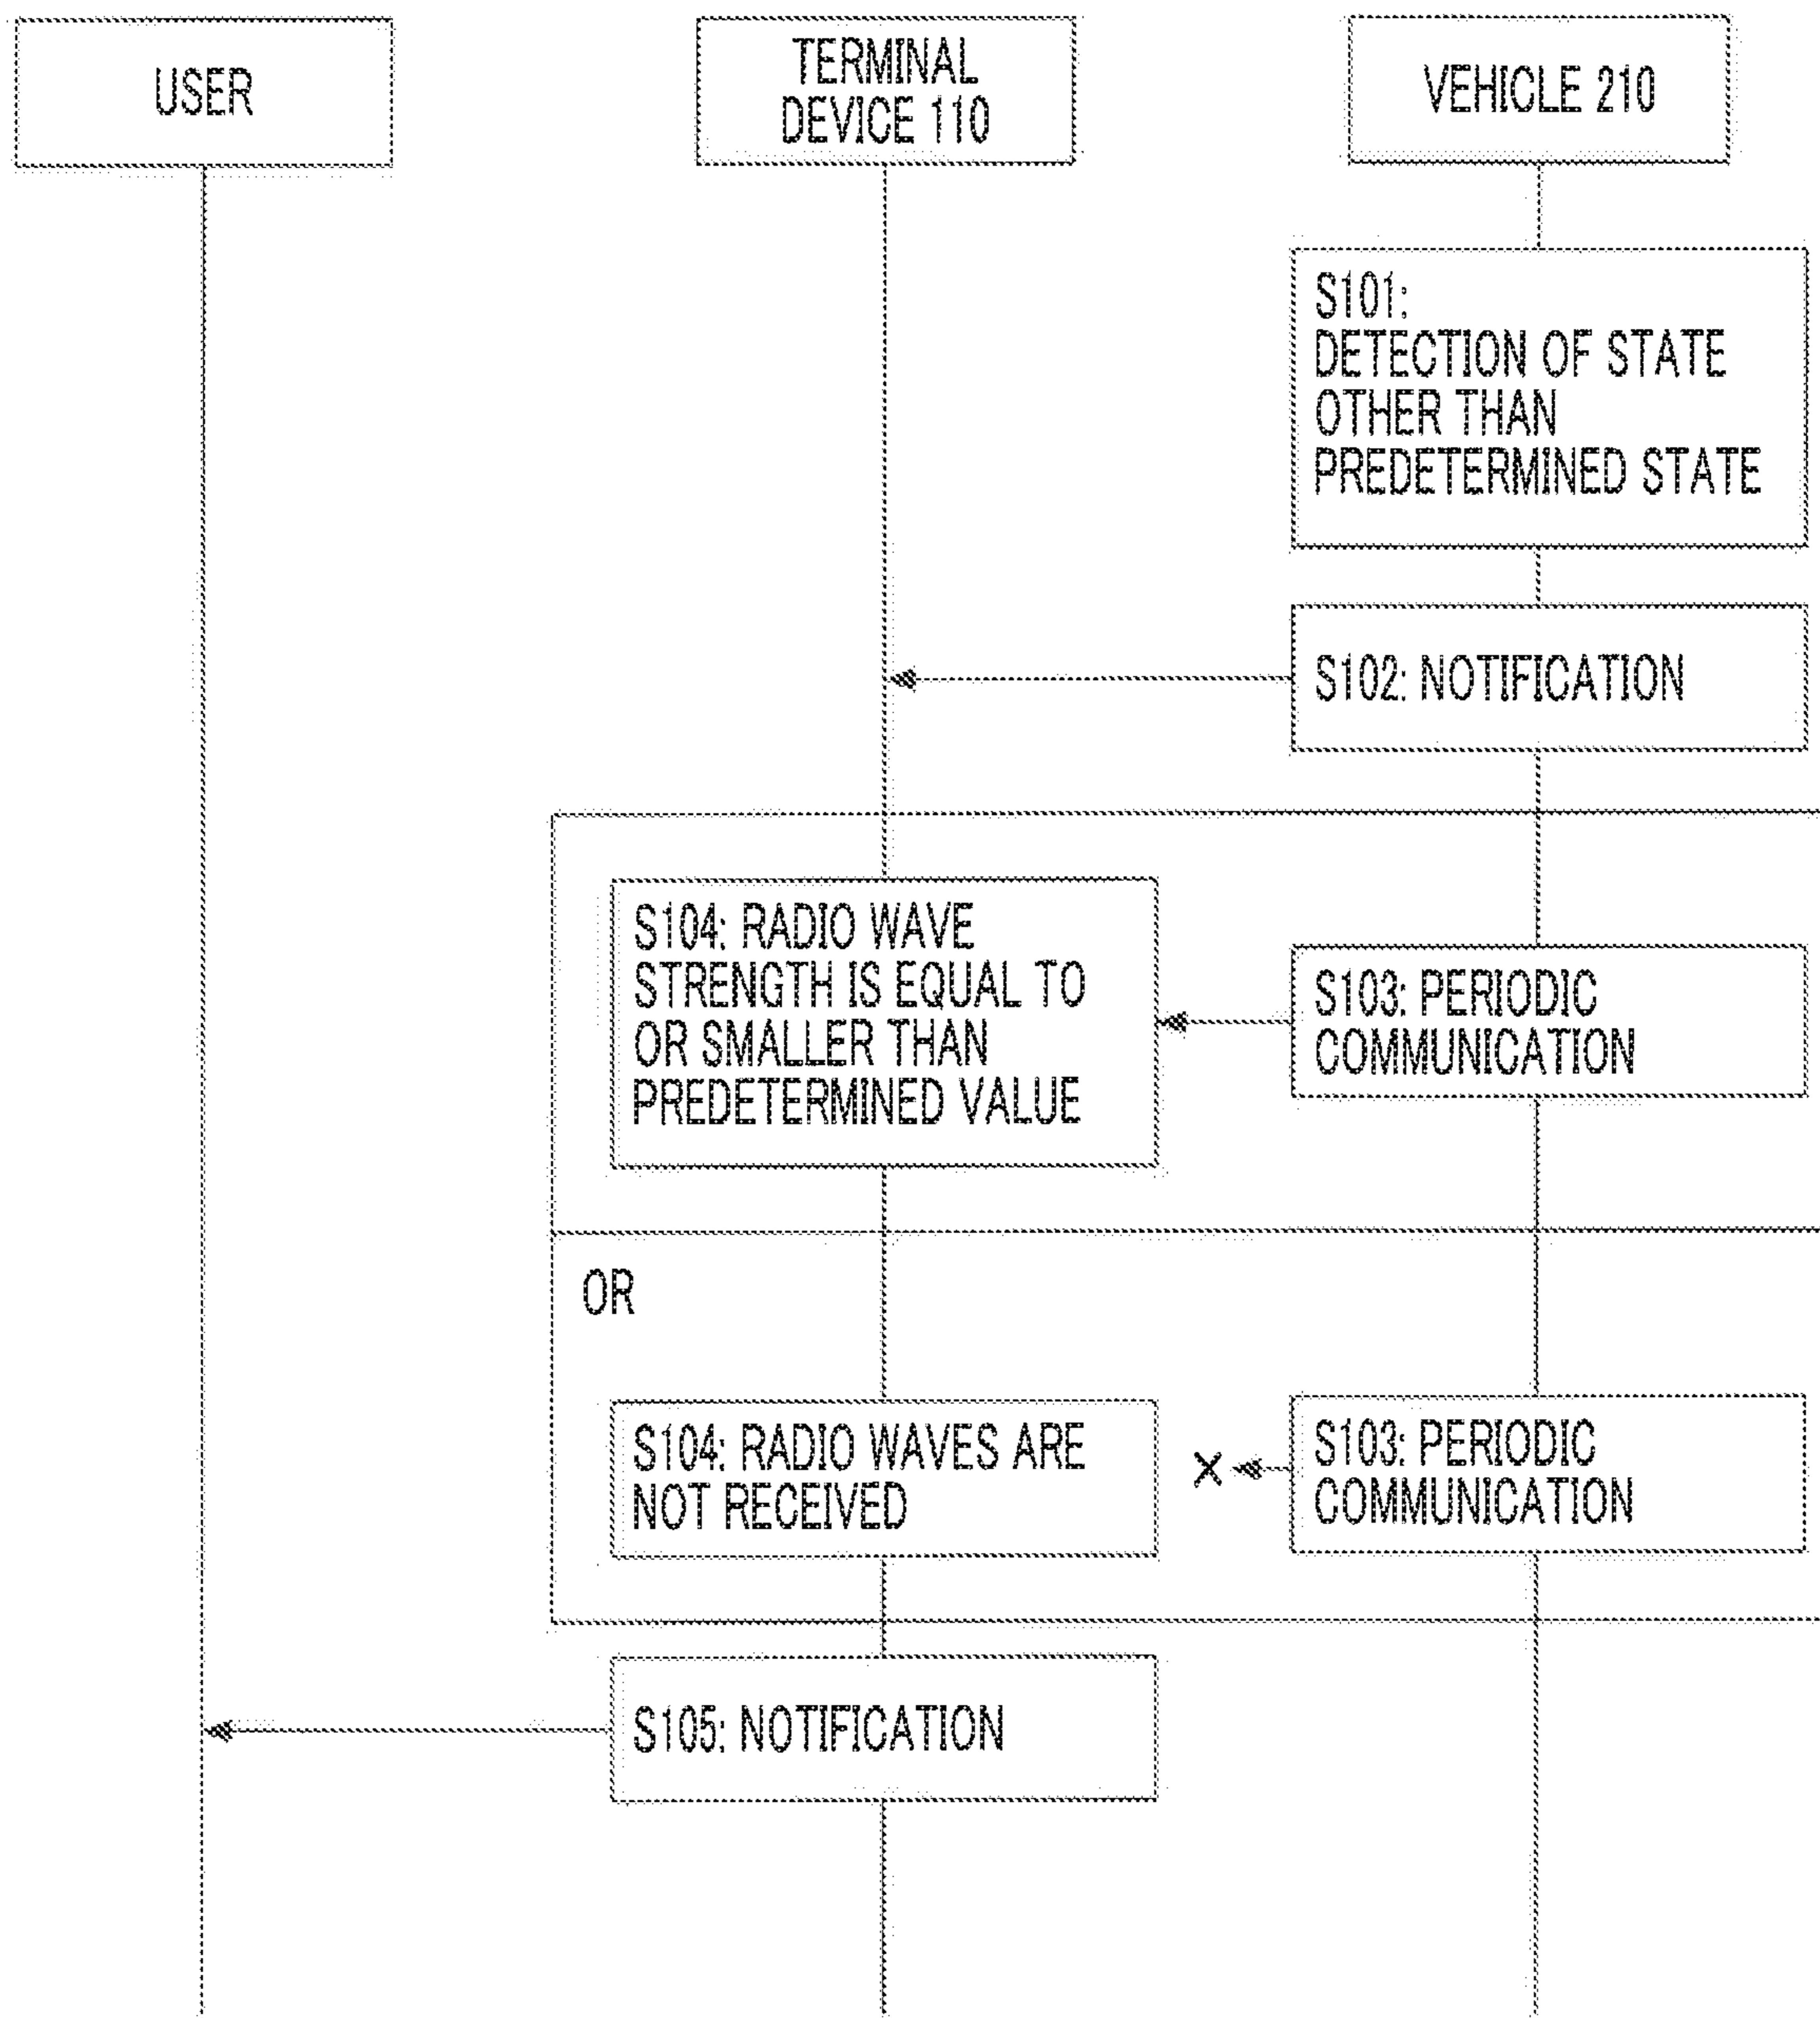 USER
TERMINAL
DEVICE 110
VEHICLE 210
S101:
DETECTION OF STATE
OTHER THAN
PREDETERMINED STATE
S102: NOTIFICATION
S104: RADIO WAVE
STRENGTH IS EQUAL TO
OR SMALLER THAN
PREDETERMINED VALUE
S103: PERIODIC
COMMUNICATION
OR
S104: RADIO WAVES ARE
NOT RECEIVED
X
S103: PERIODIC
COMMUNICATION
S105: NOTIFICATION